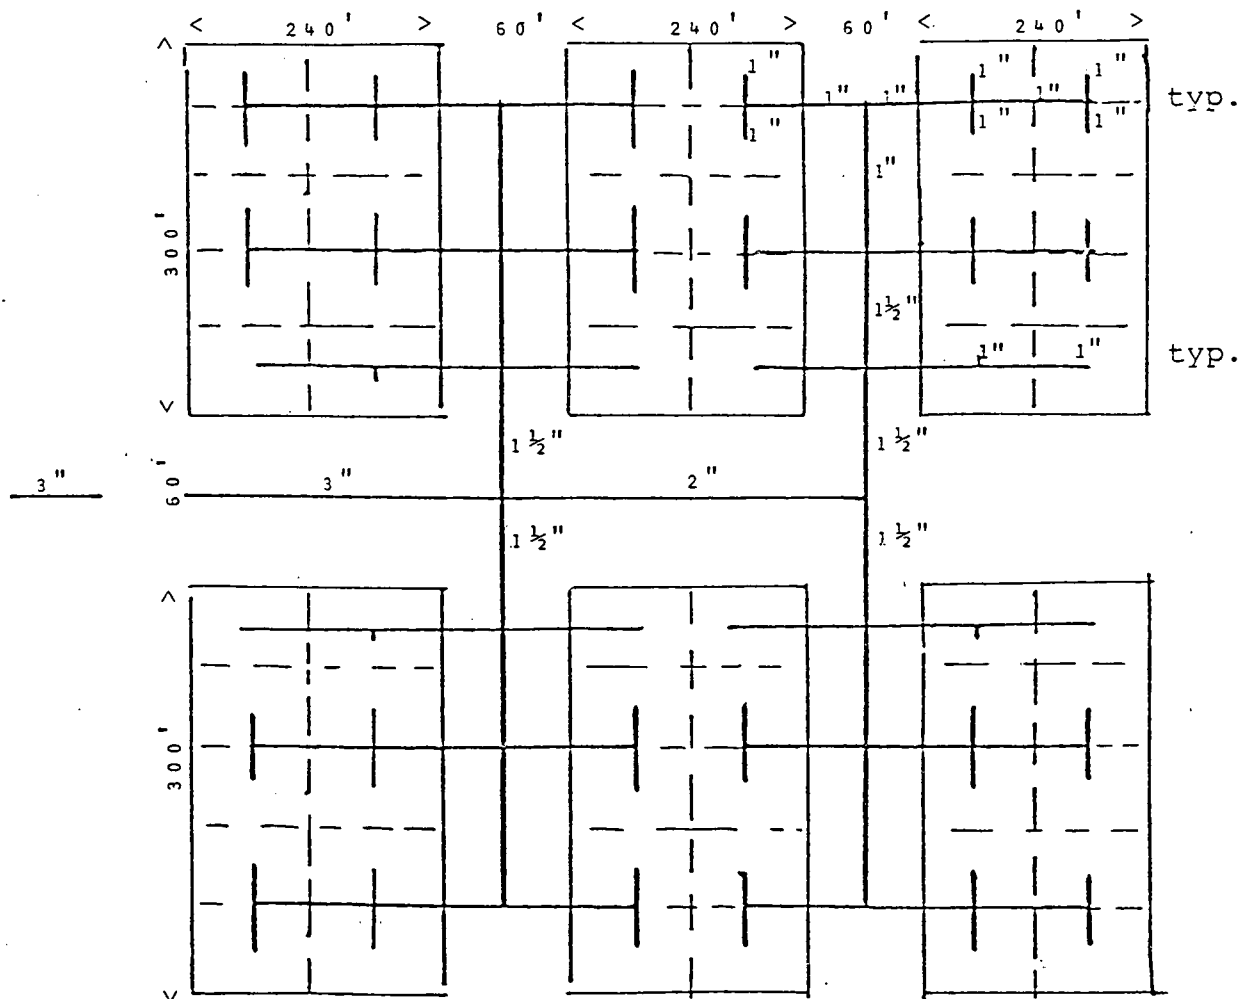 < 240' > 60' < 240' > 60' < 240' >
1" 1" 1"
1" 1" 1" typ.
1" 1" 1"
1"
300'
1½"
1" 1" typ.
1½" 1½"
3" 60' 3" 2"
1½" 1½"
300'